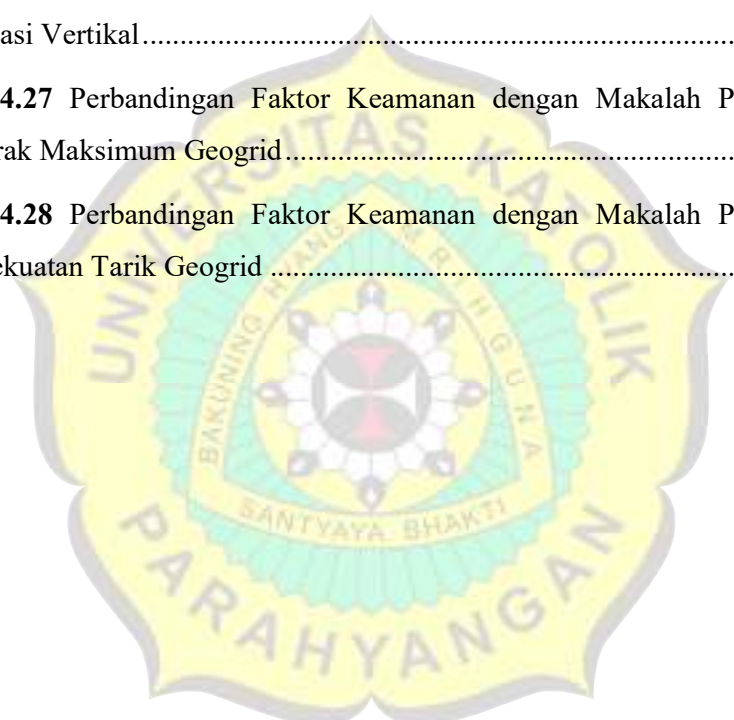 asi Vertikal....................................................................................
4.27 Perbandingan Faktor Keamanan dengan Makalah P
rak Maksimum Geogrid..........................................................
4.28 Perbandingan Faktor Keamanan dengan Makalah P
ekuatan Tarik Geogrid ............................................................
UNIVERSITAS KATOLIK
BAKUNING HYANG MRIH GUNA
SANTYAYA BHAKTI
PARAHYANGAN